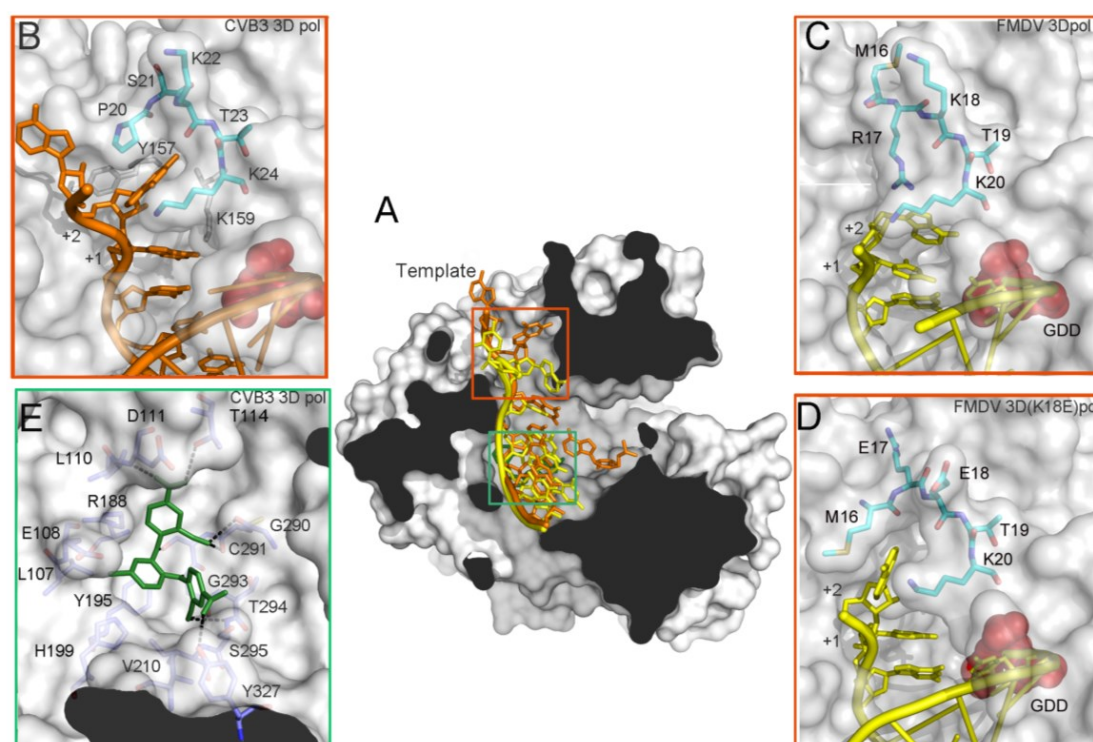 B
CVB3 3D pol
K22
S21
P20
T23
Y157
K24
K159
+2
+1
A
Template
C
FMDV 3Dpol
M16
K18
R17
T19
K20
+2
+1
GDD
E
CVB3 3D pol
D111
T114
L110
R188
E108
G290
C291
L107
G293
Y195
T294
H199
S295
V210
Y327
D
FMDV 3D(K18E)po
E17
E18
M16
T19
K20
+2
+1
GDD